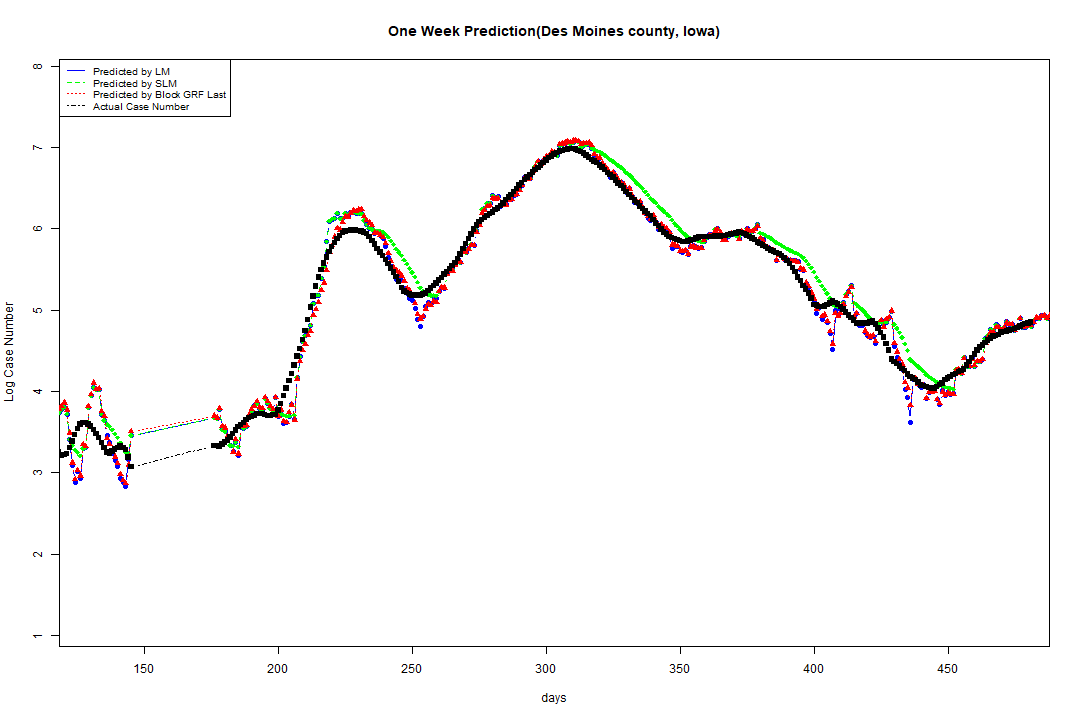 One Week Prediction(Des Moines county, Iowa)
Predicted by LM
Predicted by SLM
Predicted by Block GRF Last
Actual Case Number
8
7
6
5
4
3
2
1
Log Case Number
150 200 250 300 350 400 450
days